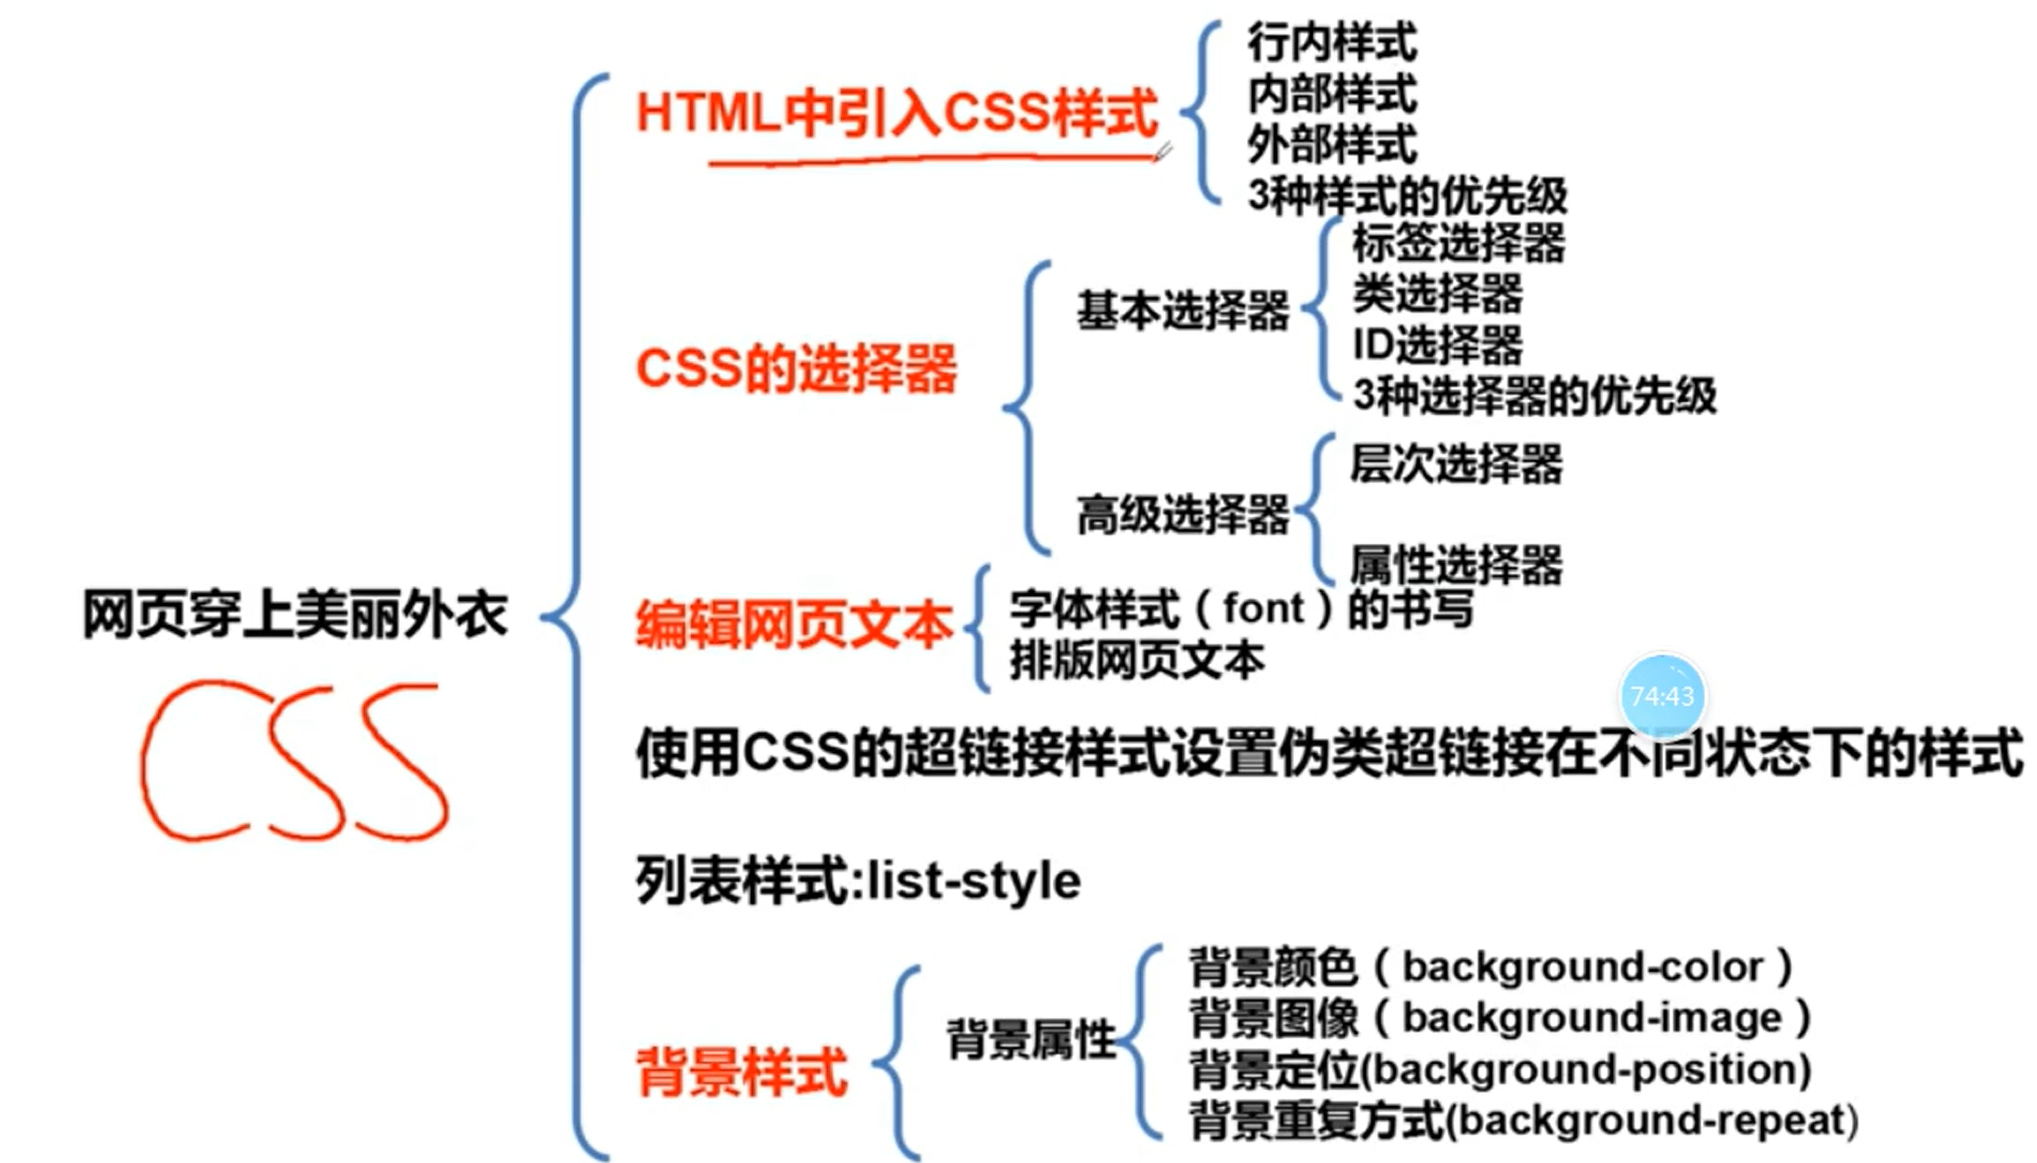 网页穿上美丽外衣
CSS
HTML中引入CSS样式
行内样式
内部样式
外部样式
3种样式的优先级
CSS的选择器
基本选择器
标签选择器
类选择器
ID选择器
3种选择器的优先级
高级选择器
层次选择器
属性选择器
编辑网页文本
字体样式（font）的书写
排版网页文本
74:43
使用CSS的超链接样式设置伪类超链接在不同状态下的样式
列表样式:list-style
背景样式
背景属性
背景颜色（background-color）
背景图像（background-image）
背景定位(background-position)
背景重复方式(background-repeat)